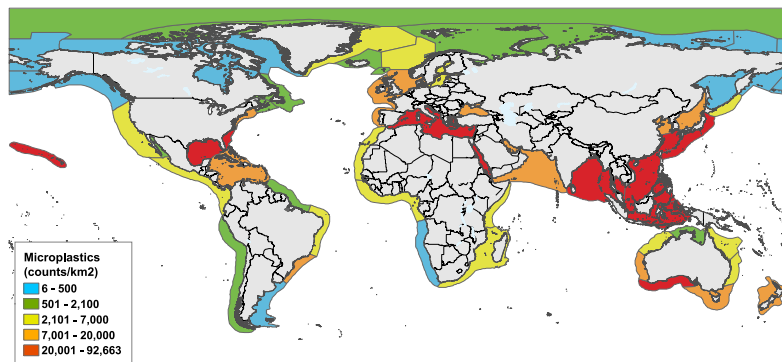 Microplastics
(counts/km2)
6 - 500
501 - 2,100
2,101 - 7,000
7,001 - 20,000
20,001 - 92,663